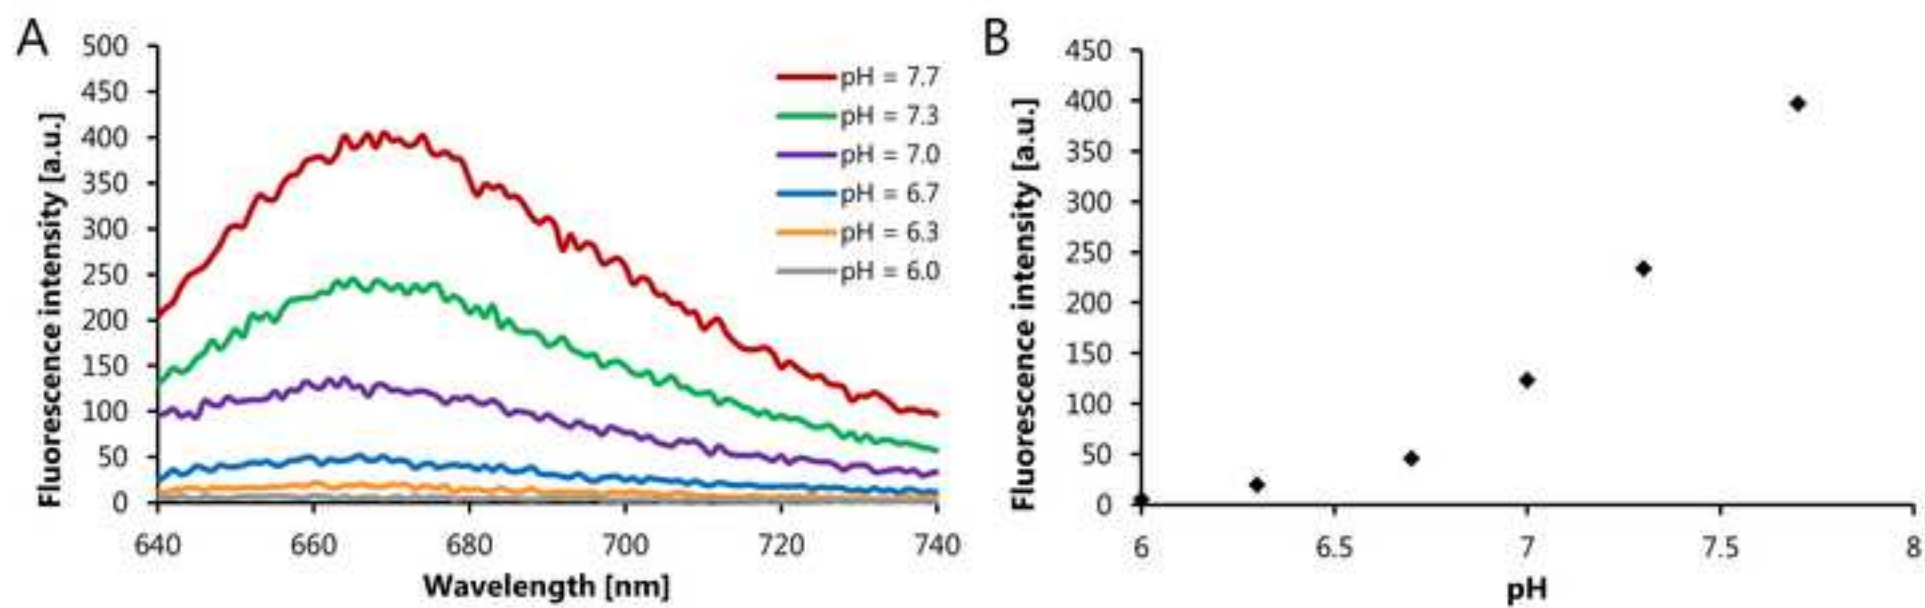 A
500
450
400
350
300
250
200
150
100
50
0
Fluorescence intensity [a.u.]
640 660 680 700 720 740
Wavelength [nm]
pH = 7.7
pH = 7.3
pH = 7.0
pH = 6.7
pH = 6.3
pH = 6.0
B
450
400
350
300
250
200
150
100
50
0
Fluorescence intensity [a.u.]
6 6.5 7 7.5 8
pH